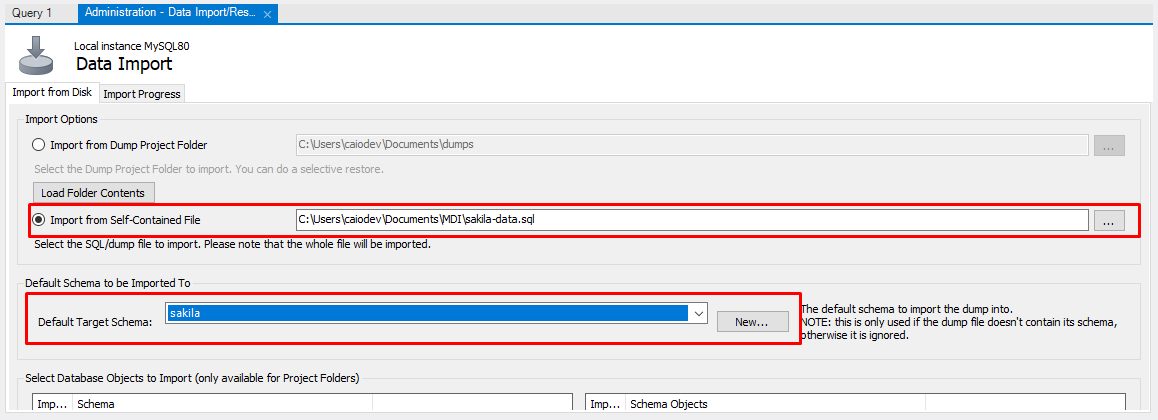 Query 1
Administration - Data Import/Res...
Local instance MySQL80
Data Import
Import from Disk
Import Progress
Import Options
Import from Dump Project Folder
C:\Users\caiodev\Documents\dumps
...
Select the Dump Project Folder to import. You can do a selective restore.
Load Folder Contents
Import from Self-Contained File
C:\Users\caiodev\Documents\MDI\sakila-data.sql
...
Select the SQL/dump file to import. Please note that the whole file will be imported.
Default Schema to be Imported To
Default Target Schema:
sakila
New...
The default schema to import the dump into.
NOTE: this is only used if the dump file doesn't contain its schema,
otherwise it is ignored.
Select Database Objects to Import (only available for Project Folders)
Imp... Schema
Imp... Schema Objects